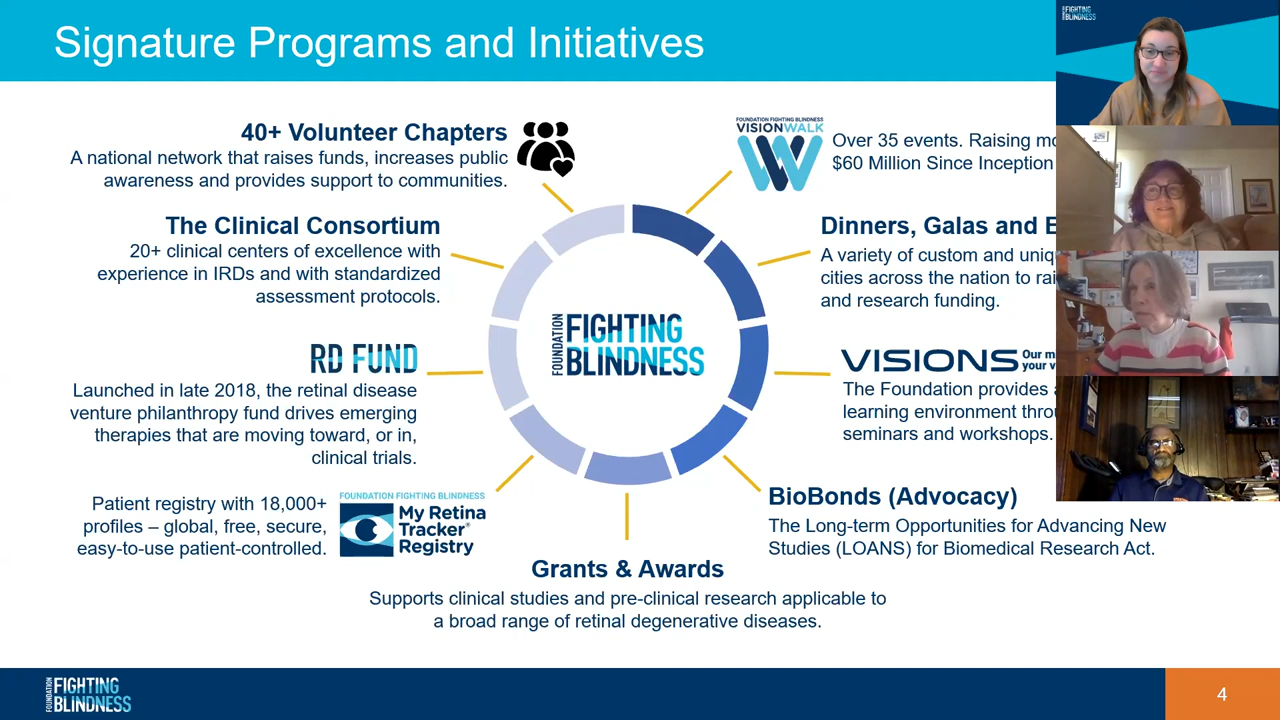 Signature Programs and Initiatives
FIGHTING
BLINDNESS
40+ Volunteer Chapters
A national network that raises funds, increases public
awareness and provides support to communities.
The Clinical Consortium
20+ clinical centers of excellence with
experience in IRDs and with standardized
assessment protocols.
RD FUND
Launched in late 2018, the retinal disease
venture philanthropy fund drives emerging
therapies that are moving toward, or in,
clinical trials.
Patient registry with 18,000+
profiles – global, free, secure,
easy-to-use patient-controlled.
FOUNDATION FIGHTING BLINDNESS
My Retina
Tracker®
Registry
FOUNDATION
FIGHTING
BLINDNESS
Grants & Awards
Supports clinical studies and pre-clinical research applicable to
a broad range of retinal degenerative diseases.
FOUNDATION FIGHTING BLINDNESS
VISIONWALK
Over 35 events. Raising
$60 Million Since Inception
Dinners, Galas and
A variety of custom and
cities across the nation to
and research funding.
VISIONS
Our
your
The Foundation provides
learning environment
seminars and workshops.
BioBonds (Advocacy)
The Long-term Opportunities for Advancing New
Studies (LOANS) for Biomedical Research Act.
FOUNDATION
FIGHTING
BLINDNESS
4